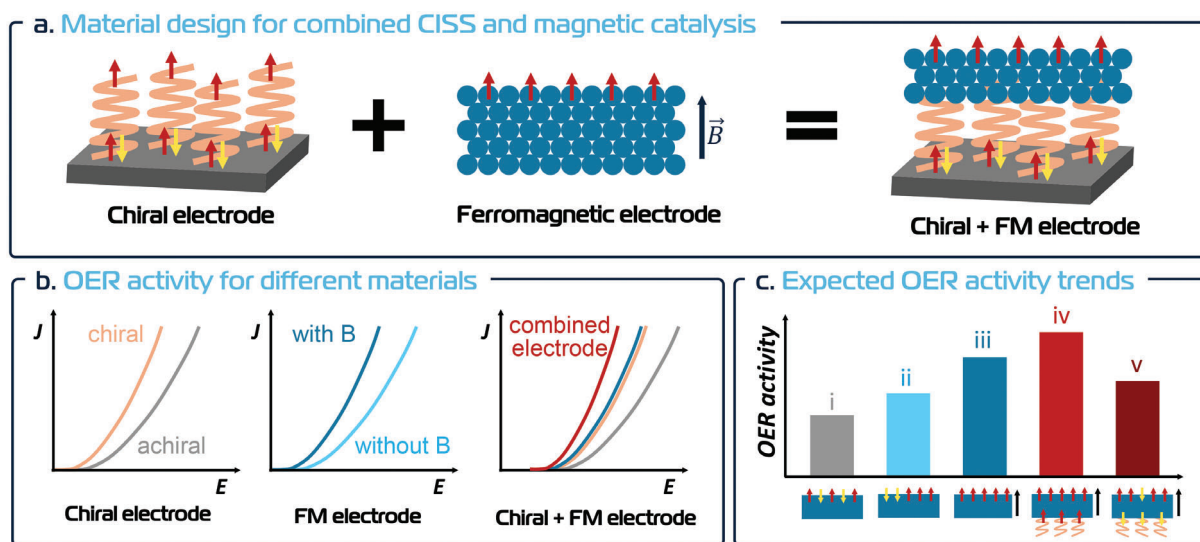 a. Material design for combined CISS and magnetic catalysis
B
Chiral electrode
Ferromagnetic electrode
Chiral + FM electrode
b. OER activity for different materials
J
chiral
achiral
E
Chiral electrode
J
with B
without B
E
FM electrode
J
combined
electrode
E
Chiral + FM electrode
c. Expected OER activity trends
OER activity
i
ii
iii
iv
v